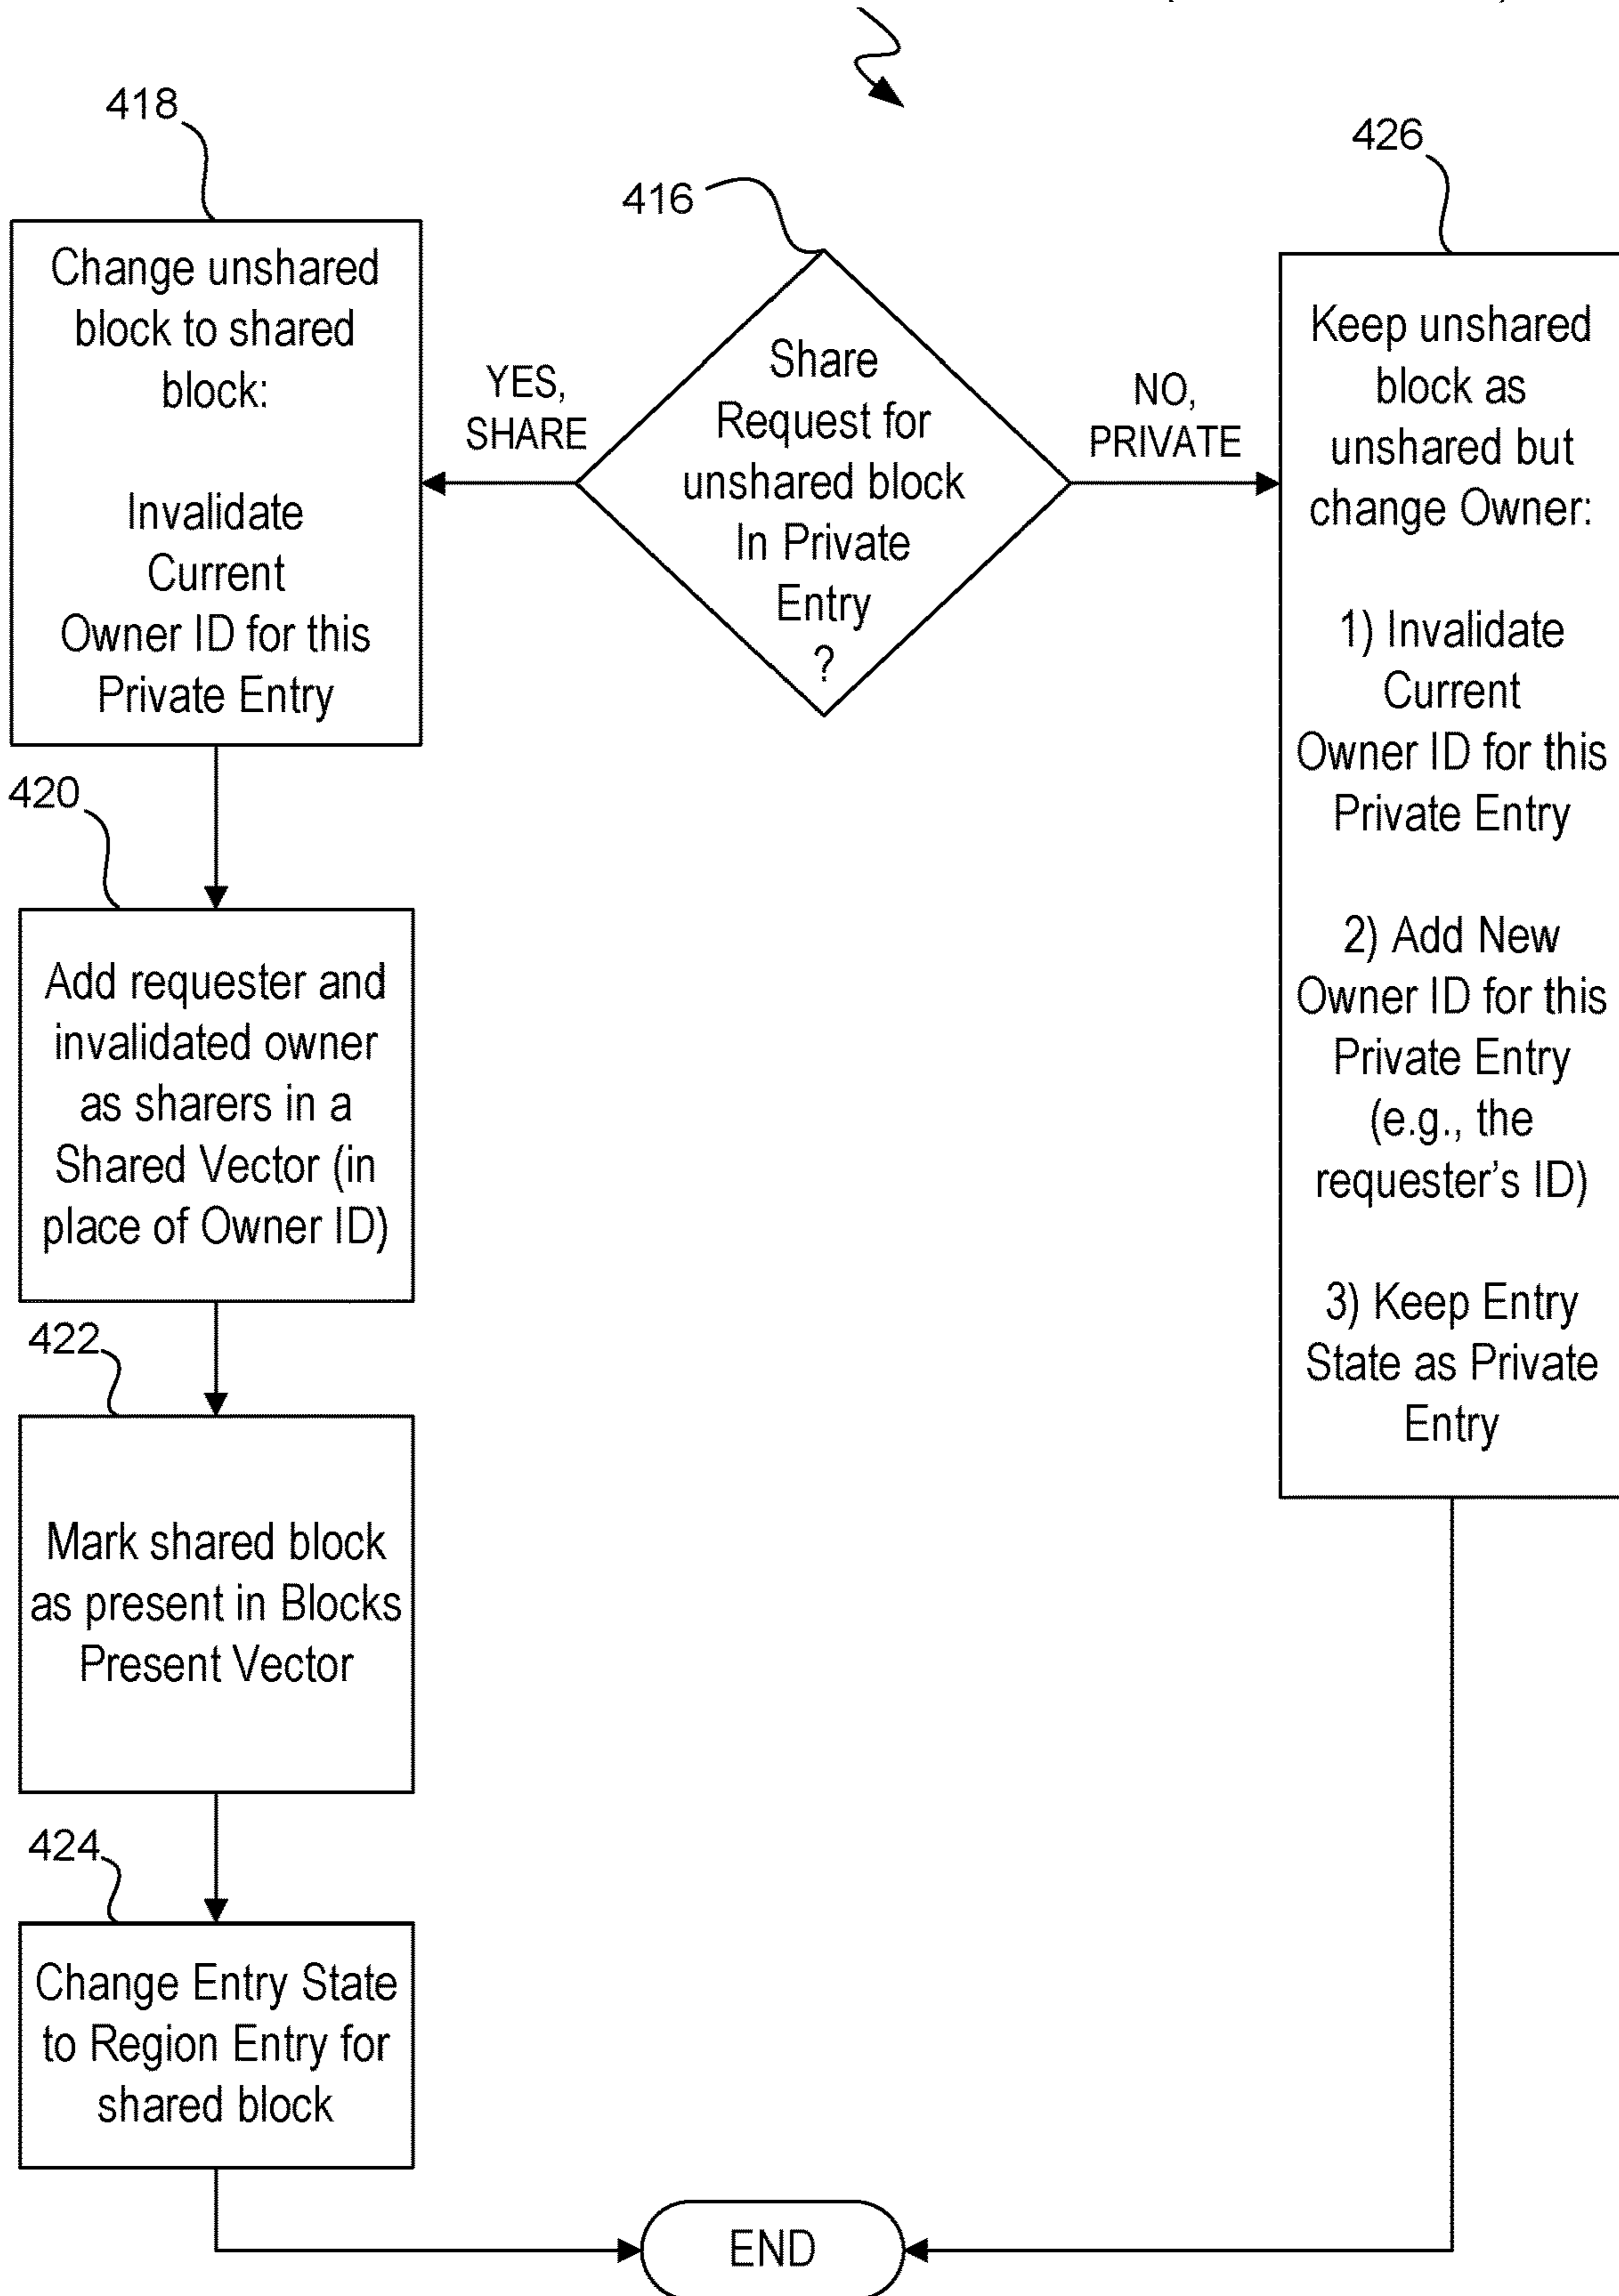 418
Change unshared
block to shared
block:
Invalidate
Current
Owner ID for this
Private Entry
416
Share
Request for
unshared block
In Private
Entry
?
YES,
SHARE
NO,
PRIVATE
426
Keep unshared
block as
unshared but
change Owner:
1) Invalidate
Current
Owner ID for this
Private Entry
2) Add New
Owner ID for this
Private Entry
(e.g., the
requester’s ID)
3) Keep Entry
State as Private
Entry
420
Add requester and
invalidated owner
as sharers in a
Shared Vector (in
place of Owner ID)
422
Mark shared block
as present in Blocks
Present Vector
424
Change Entry State
to Region Entry for
shared block
END